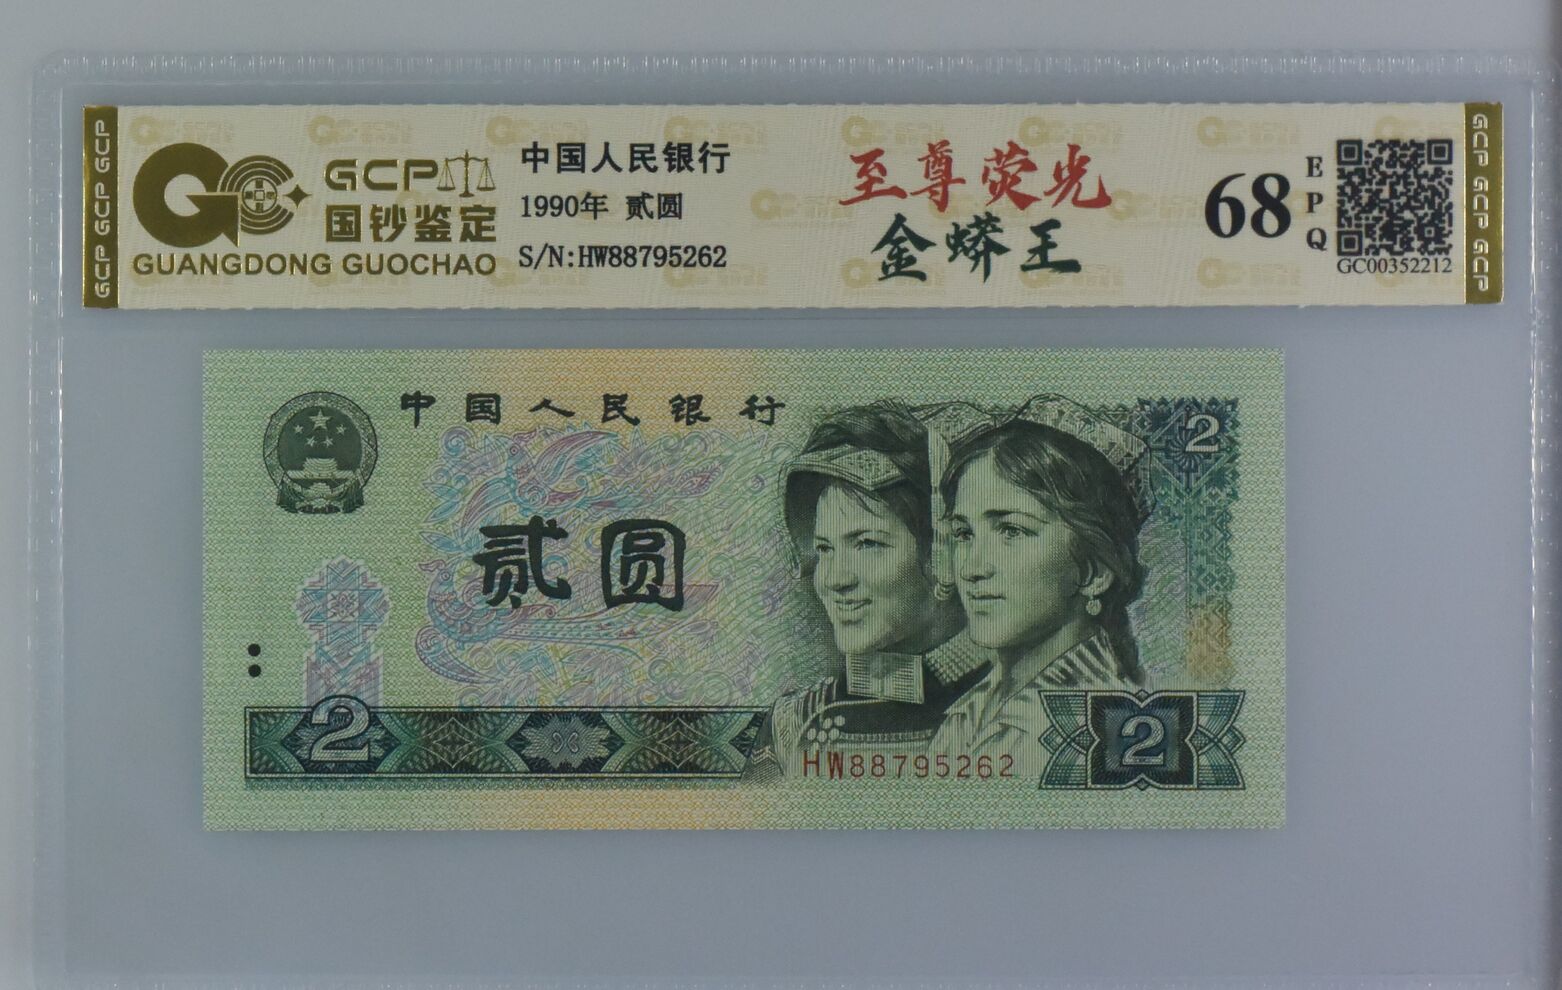 GCP GCP GCP
GCP
国钞鉴定
GUANGDONG GUOCHAO
中国人民银行
1990年 贰圆
S/N:HW88795262
至尊荧光
金蟒王
68
EPQ
GC00352212
GCP GCP GCP
中国人民银行
2
贰圆
2
HW88795262
2